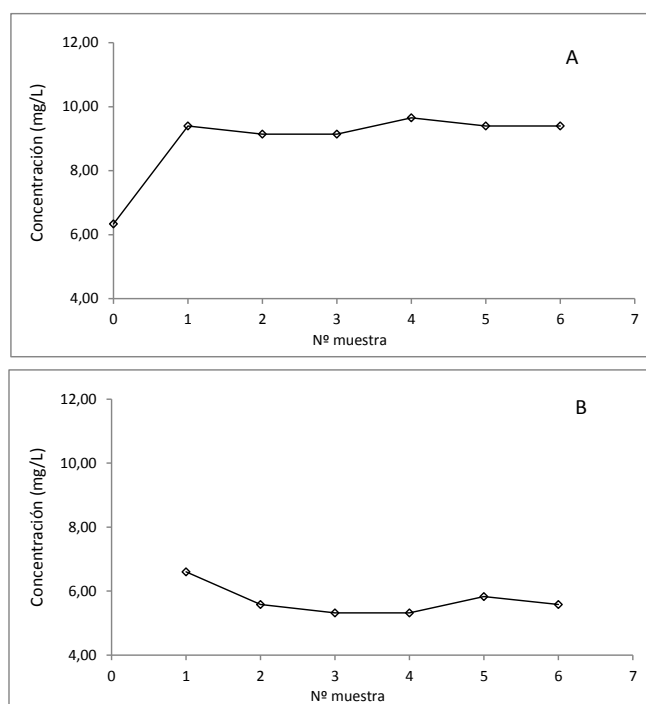 12,00
A
10,00
8,00
6,00
4,00
Concentración (mg/L)
0 1 2 3 4 5 6 7
Nº muestra
12,00
B
10,00
8,00
6,00
4,00
Concentración (mg/L)
0 1 2 3 4 5 6 7
Nº muestra